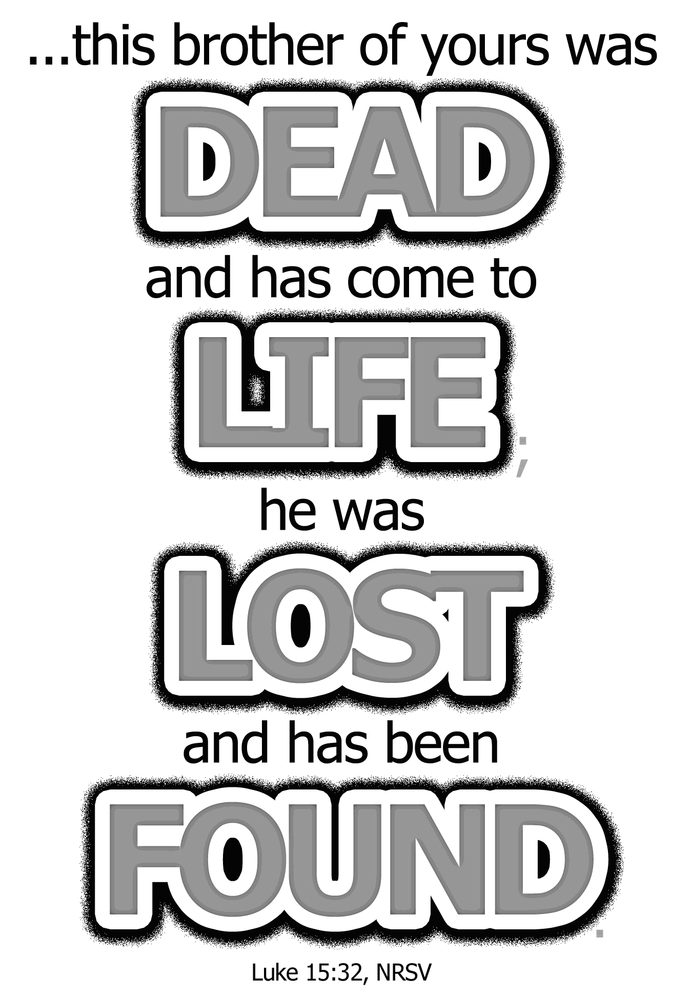 ...this brother of yours was
DEAD
and has come to
LIFE;
he was
LOST
and has been
FOUND.
Luke 15:32, NRSV